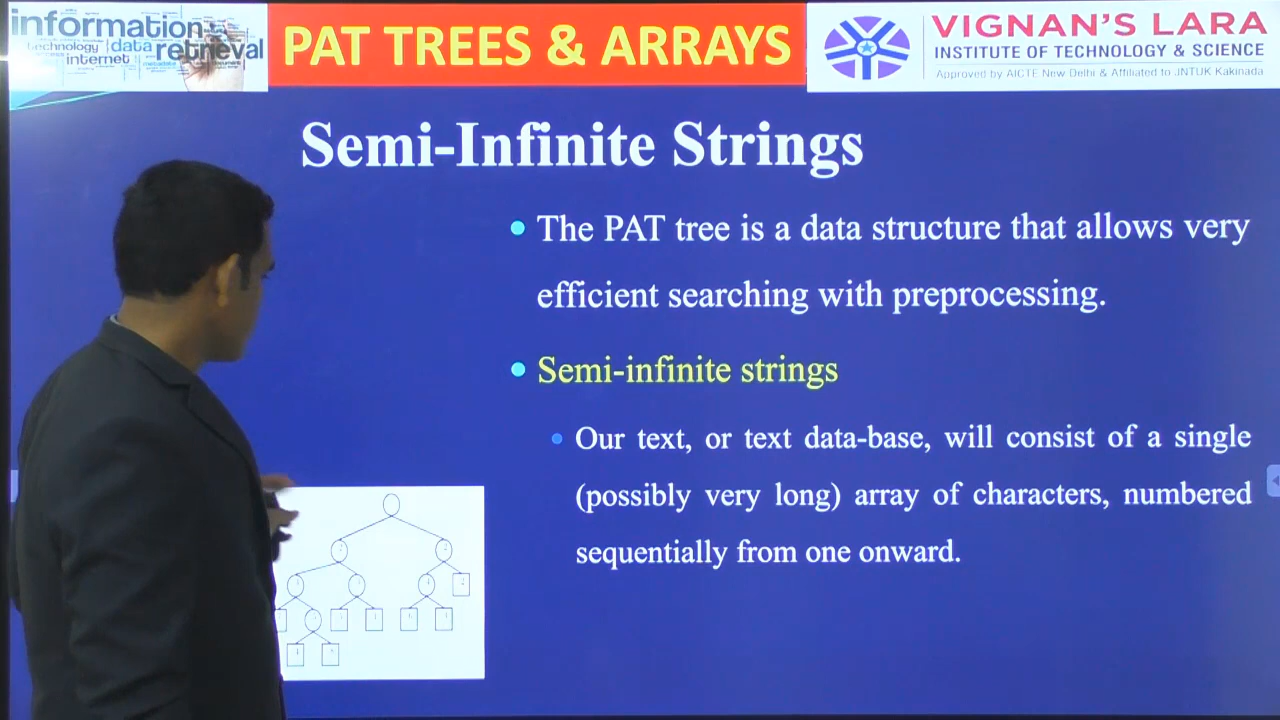 information
technology data retrieval
internet
PAT TREES & ARRAYS
VIGNAN'S LARA
INSTITUTE OF TECHNOLOGY & SCIENCE
Approved by AICTE New Delhi & Affiliated to JNTUK Kakinada
Semi-Infinite Strings
• The PAT tree is a data structure that allows very
efficient searching with preprocessing.
• Semi-infinite strings
• Our text, or text data-base, will consist of a single
(possibly very long) array of characters, numbered
sequentially from one onward.